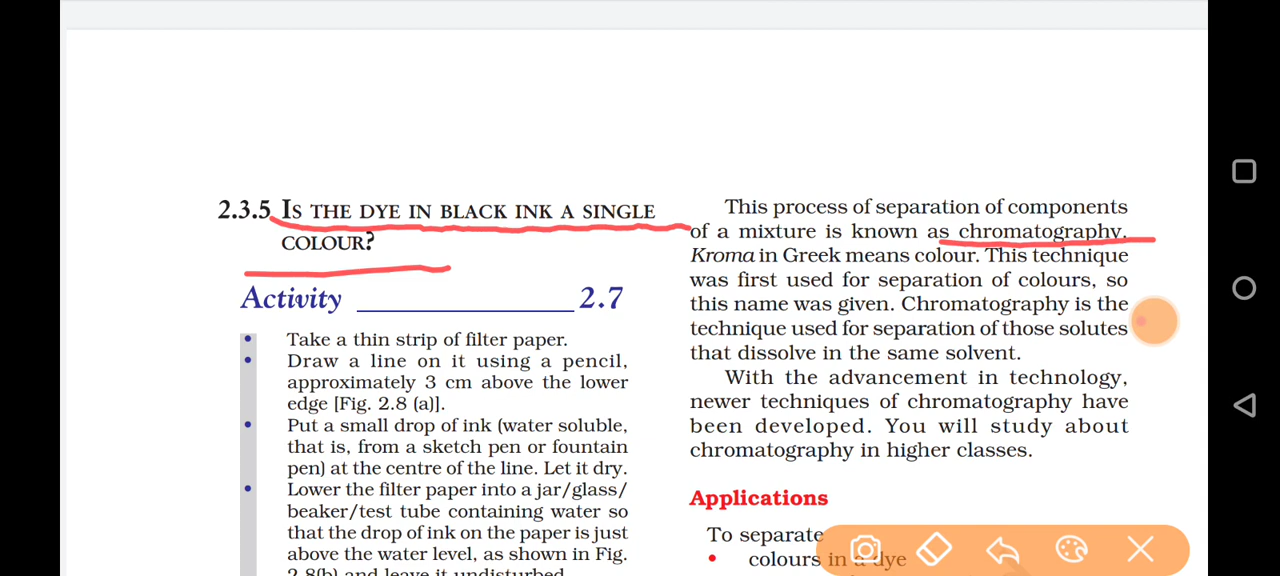 2.3.5 IS THE DYE IN BLACK INK A SINGLE
COLOUR?
Activity ____________ 2.7
• Take a thin strip of filter paper.
• Draw a line on it using a pencil,
approximately 3 cm above the lower
edge [Fig. 2.8 (a)].
• Put a small drop of ink (water soluble,
that is, from a sketch pen or fountain
pen) at the centre of the line. Let it dry.
• Lower the filter paper into a jar/glass/
beaker/test tube containing water so
that the drop of ink on the paper is just
above the water level, as shown in Fig.
2.8(b) and leave it undisturbed.
This process of separation of components
of a mixture is known as chromatography.
Kroma in Greek means colour. This technique
was first used for separation of colours, so
this name was given. Chromatography is the
technique used for separation of those solutes
that dissolve in the same solvent.
With the advancement in technology,
newer techniques of chromatography have
been developed. You will study about
chromatography in higher classes.
Applications
To separate
• colours in a dye